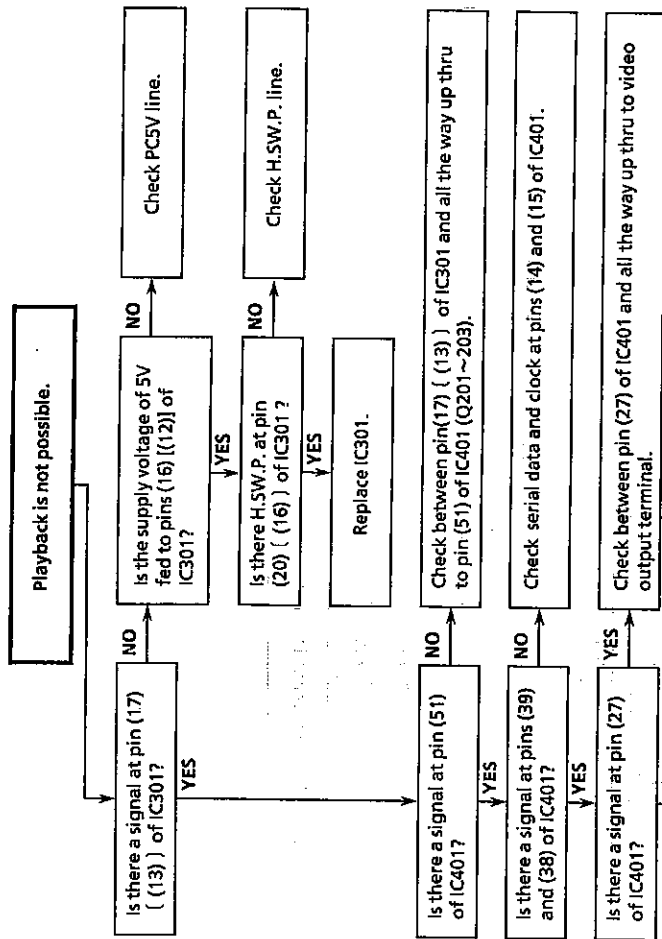 Playback is not possible.
Is there a signal at pin (17)
[ (13) ] of IC301?
NO
YES
Is the supply voltage of 5V
fed to pins (16) [(12)] of
IC301?
NO
Check PC5V line.
YES
Is there H.SW.P. at pin
(20) [ (16) ] of IC301?
NO
Check H.SW.P. line.
YES
Replace IC301.
Is there a signal at pin (51)
of IC401?
NO
Check between pin(17) [ (13) ] of IC301 and all the way up thru
to pin (51) of IC401 (Q201~203).
YES
Is there a signal at pins (39)
and (38) of IC401?
NO
Check serial data and clock at pins (14) and (15) of IC401.
YES
Is there a signal at pin (27)
of IC401?
YES
Check between pin (27) of IC401 and all the way up thru to video
output terminal.